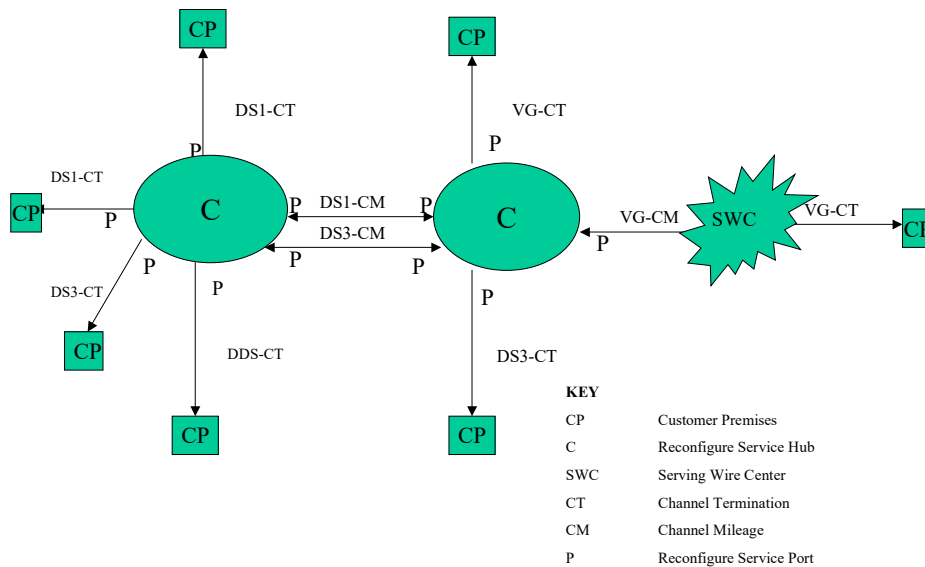 CP
CP
DS1-CT
VG-CT
P
P
DS1-CT
CP
P
C
P
DS1-CM
P
C
DS3-CM
P
P
VG-CM
P
SWC
VG-CT
CP
P
DS3-CT
P
P
CP
DDS-CT
DS3-CT
CP
CP
KEY
CP Customer Premises
C Reconfigure Service Hub
SWC Serving Wire Center
CT Channel Termination
CM Channel Mileage
P Reconfigure Service Port